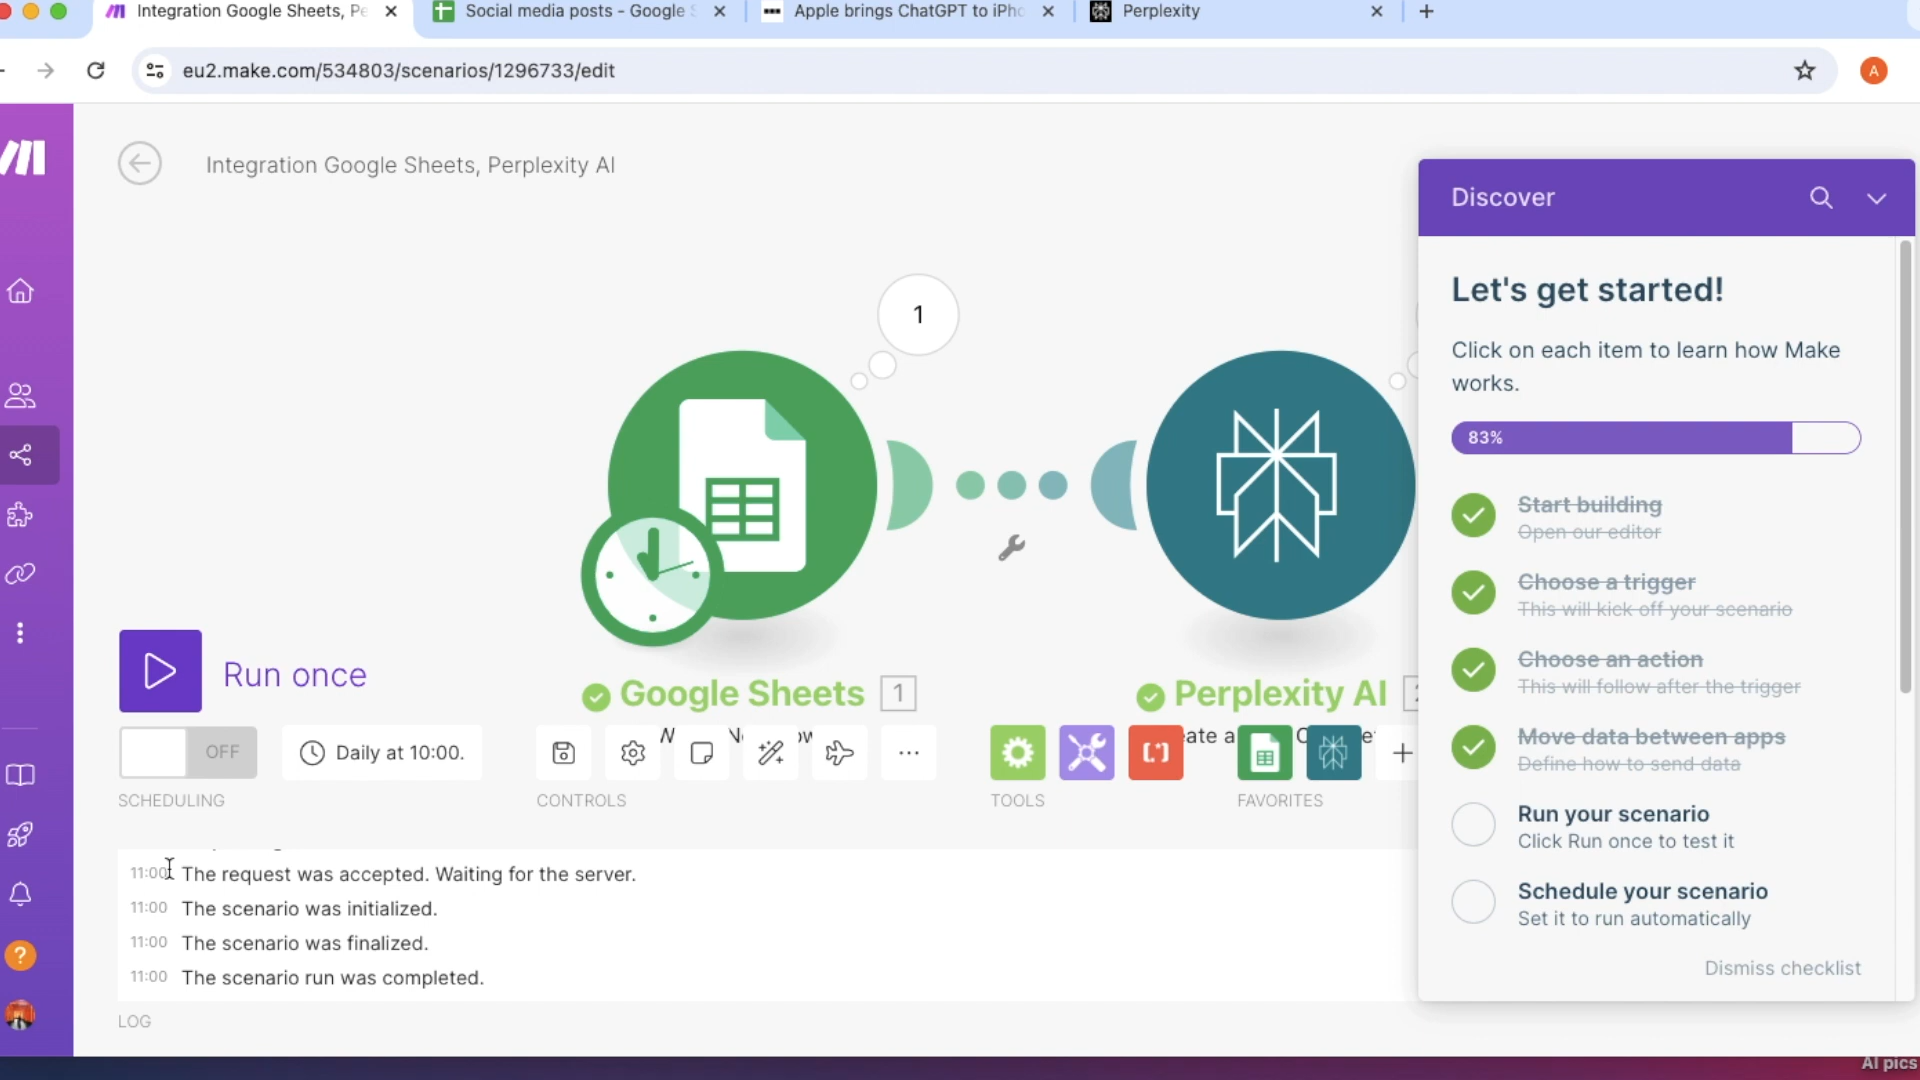 Integration Google Sheets, Pe
Social media posts - Google S
Apple brings ChatGPT to iPho
Perplexity
eu2.make.com/534803/scenarios/1296733/edit
A
Integration Google Sheets, Perplexity AI
Discover
Let's get started!
Click on each item to learn how Make
works.
83%
Start building
Open our editor
Choose a trigger
This will kick off your scenario
Choose an action
This will follow after the trigger
Move data between apps
Define how to send data
Run your scenario
Click Run once to test it
Schedule your scenario
Set it to run automatically
Dismiss checklist
1
Google Sheets 1
Perplexity AI
Run once
OFF
Daily at 10:00.
SCHEDULING
CONTROLS
TOOLS
FAVORITES
11:00 The request was accepted. Waiting for the server.
11:00 The scenario was initialized.
11:00 The scenario was finalized.
11:00 The scenario run was completed.
LOG
AI pics